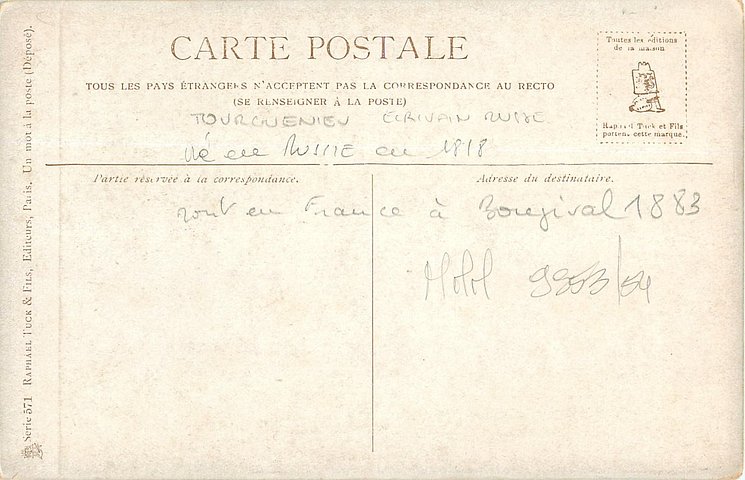 CARTE POSTALE
TOUS LES PAYS ÉTRANGERS N'ACCEPTENT PAS LA CORRESPONDANCE AU RECTO
(SE RENSEIGNER À LA POSTE)
Toutes les éditions
de la maison
Raphael Tuck et Fils
portent cette marque.
TOURGUENIEV ECRIVAIN RUSSE
né en RUSSIE en 1818
Partie réservée à la correspondance.
Adresse du destinataire.
mort en France à Bougival 1883
Serie 571 RAPHAEL TUCK & FILS, Editeurs, Paris, Un mot à la poste (Déposé).